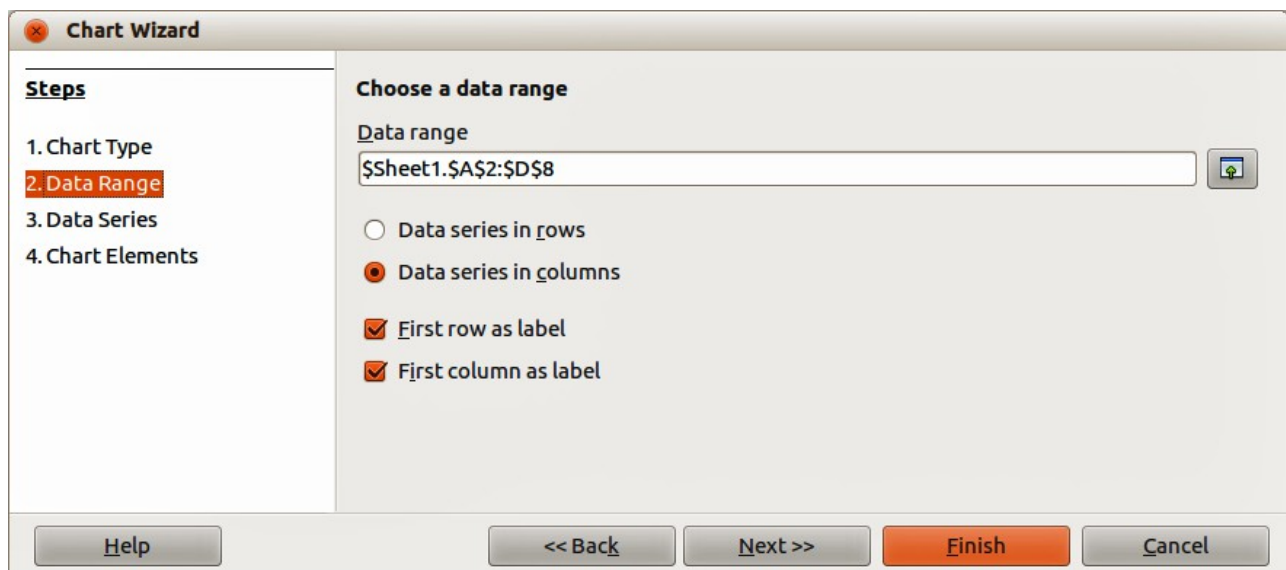 Chart Wizard
Steps
1. Chart Type
2. Data Range
3. Data Series
4. Chart Elements
Choose a data range
Data range
$Sheet1.$A$2:$D$8
Data series in rows
Data series in columns
First row as label
First column as label
Help
<< Back
Next >>
Finish
Cancel